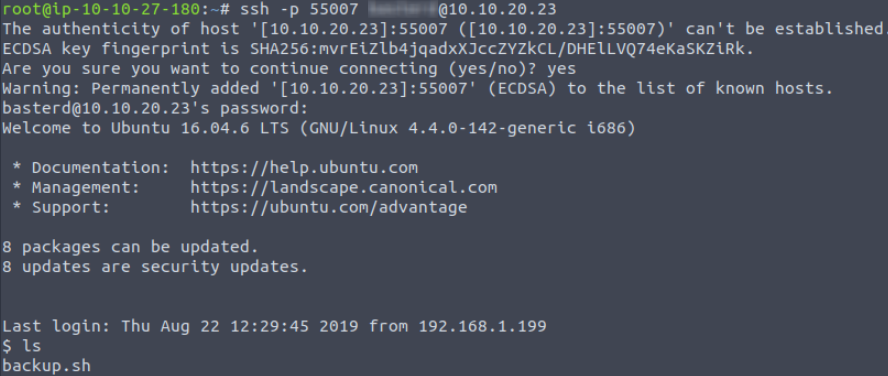 root@ip-10-10-27-180:~# ssh -p 55007 @10.10.20.23
The authenticity of host '[10.10.20.23]:55007 ([10.10.20.23]:55007)' can't be established.
ECDSA key fingerprint is SHA256:mvrEiZlb4jqadxXJccZYZkCL/DHElLVQ74eKaSKZiRk.
Are you sure you want to continue connecting (yes/no)? yes
Warning: Permanently added '[10.10.20.23]:55007' (ECDSA) to the list of known hosts.
basterd@10.10.20.23's password:
Welcome to Ubuntu 16.04.6 LTS (GNU/Linux 4.4.0-142-generic i686)

 * Documentation:  https://help.ubuntu.com
 * Management:     https://landscape.canonical.com
 * Support:        https://ubuntu.com/advantage

8 packages can be updated.
8 updates are security updates.


Last login: Thu Aug 22 12:29:45 2019 from 192.168.1.199
$ ls
backup.sh